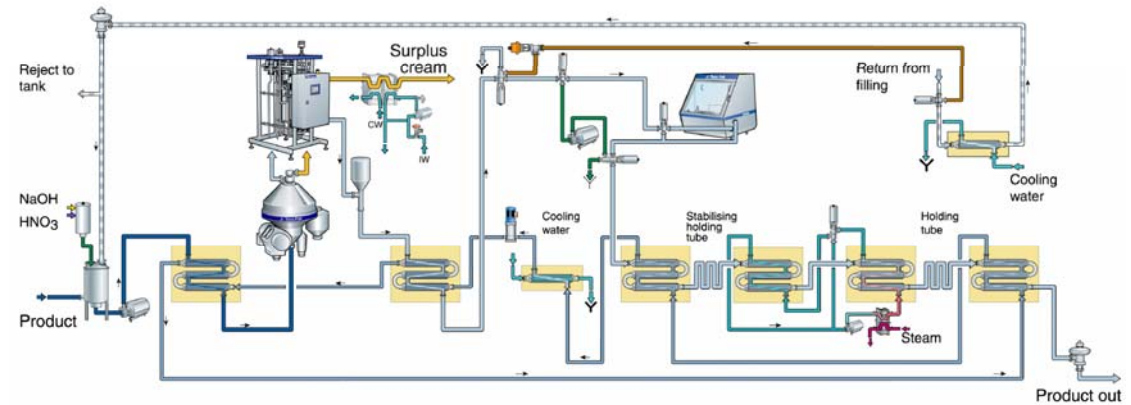 Surplus
cream
Reject to
tank
Return from
filling
CW
IW
Cooling
water
NaOH
HNO3
Cooling
water
Stabilising
holding
tube
Holding
tube
Product
Steam
Product out